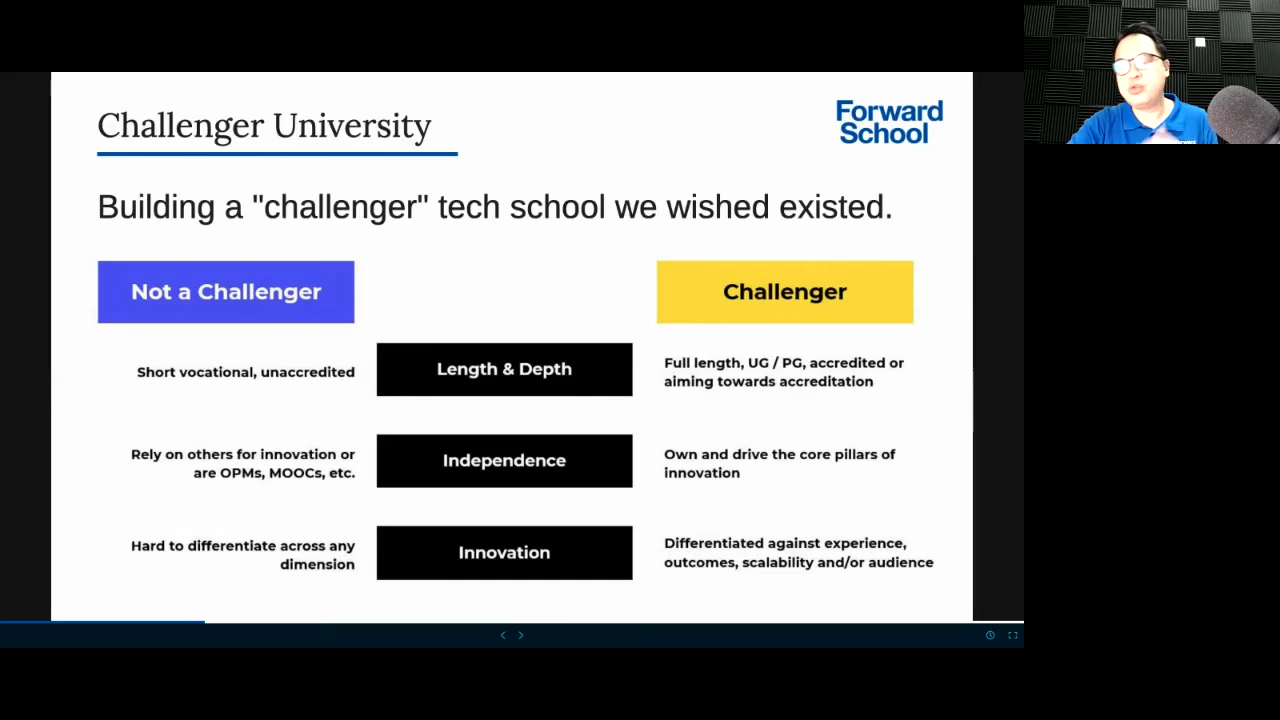 Challenger University
Forward
School
Building a "challenger" tech school we wished existed.
Not a Challenger
Challenger
Short vocational, unaccredited
Length & Depth
Full length, UG / PG, accredited or
aiming towards accreditation
Rely on others for innovation or
are OPMs, MOOCs, etc.
Independence
Own and drive the core pillars of
innovation
Hard to differentiate across any
dimension
Innovation
Differentiated against experience,
outcomes, scalability and/or audience